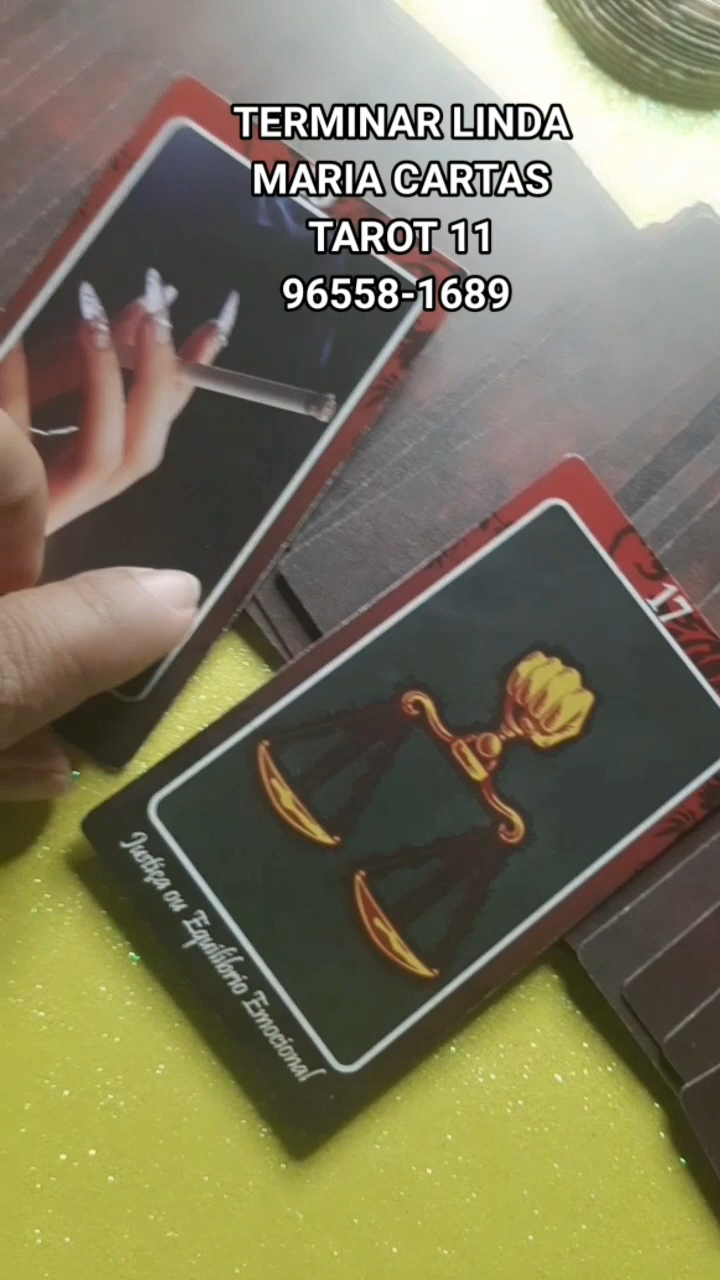 TERMINAR LINDA
MARIA CARTAS
TAROT 11
96558-1689
17
Justiça ou Equilíbrio Emocional